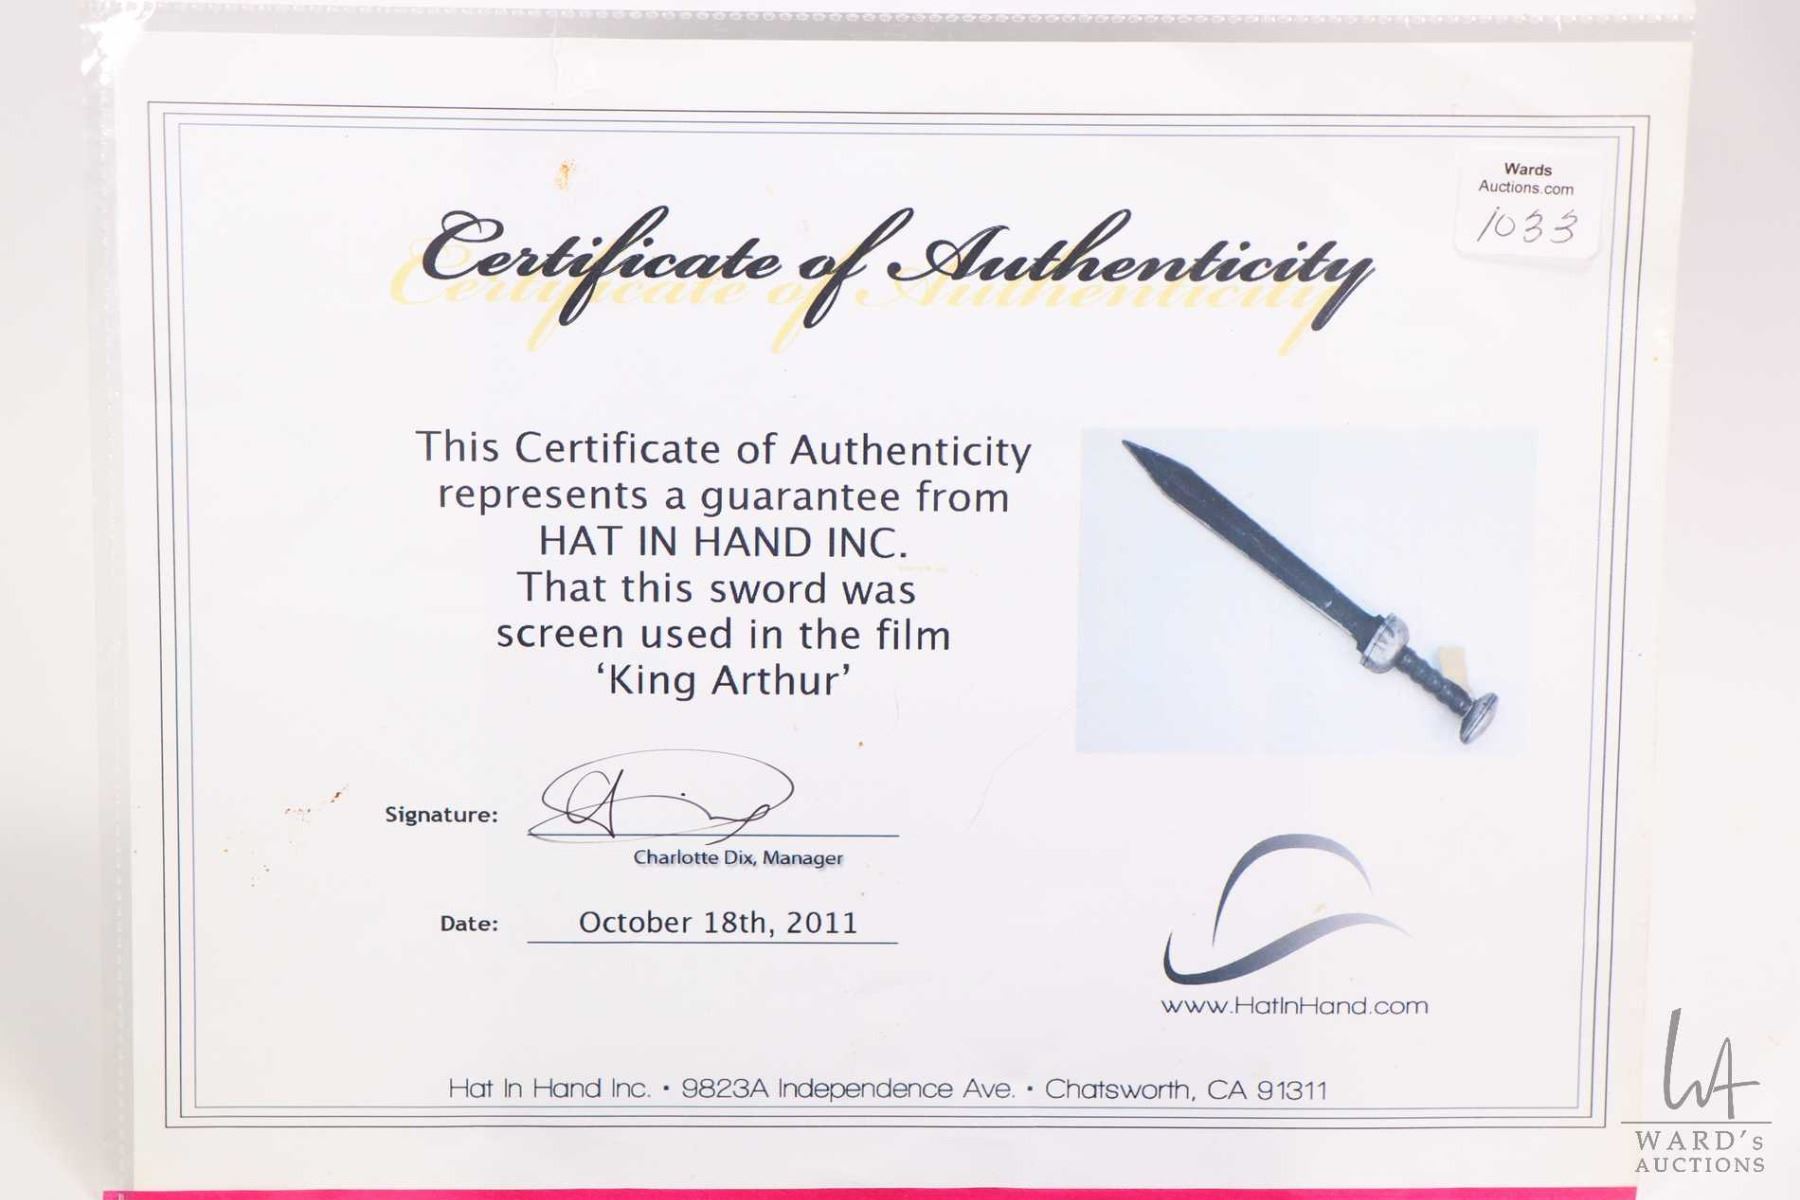 Wards
Auctions.com
1033
Certificate of Authenticity
This Certificate of Authenticity
represents a guarantee from
HAT IN HAND INC.
That this sword was
screen used in the film
‘King Arthur’
Signature:
Charlotte Dix, Manager
Date: October 18th, 2011
www.HatInHand.com
Hat In Hand Inc. • 9823A Independence Ave. • Chatsworth, CA 91311
WA
WARD's
AUCTIONS